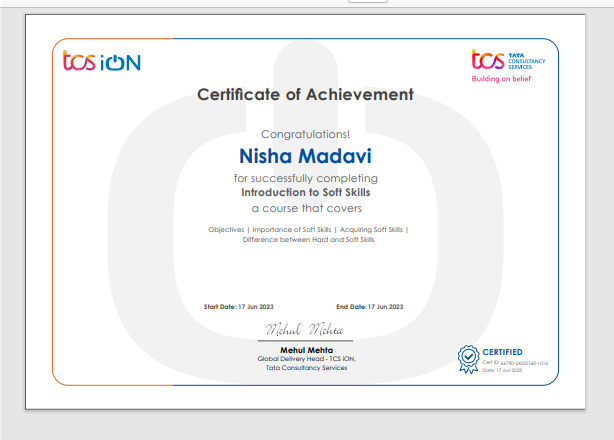 tcs iON
tcs TATA
CONSULTANCY
SERVICES
Building on belief
Certificate of Achievement
Congratulations!
Nisha Madavi
for successfully completing
Introduction to Soft Skills
a course that covers
Objectives | Importance of Soft Skills | Acquiring Soft Skills |
Difference between Hard and Soft Skills
Start Date: 17 Jun 2023 End Date: 17 Jun 2023
Mehul Mehta
Mehul Mehta
Global Delivery Head - TCS iON,
Tata Consultancy Services
CERTIFIED
Cert ID:
Date: 17 Jun 2023